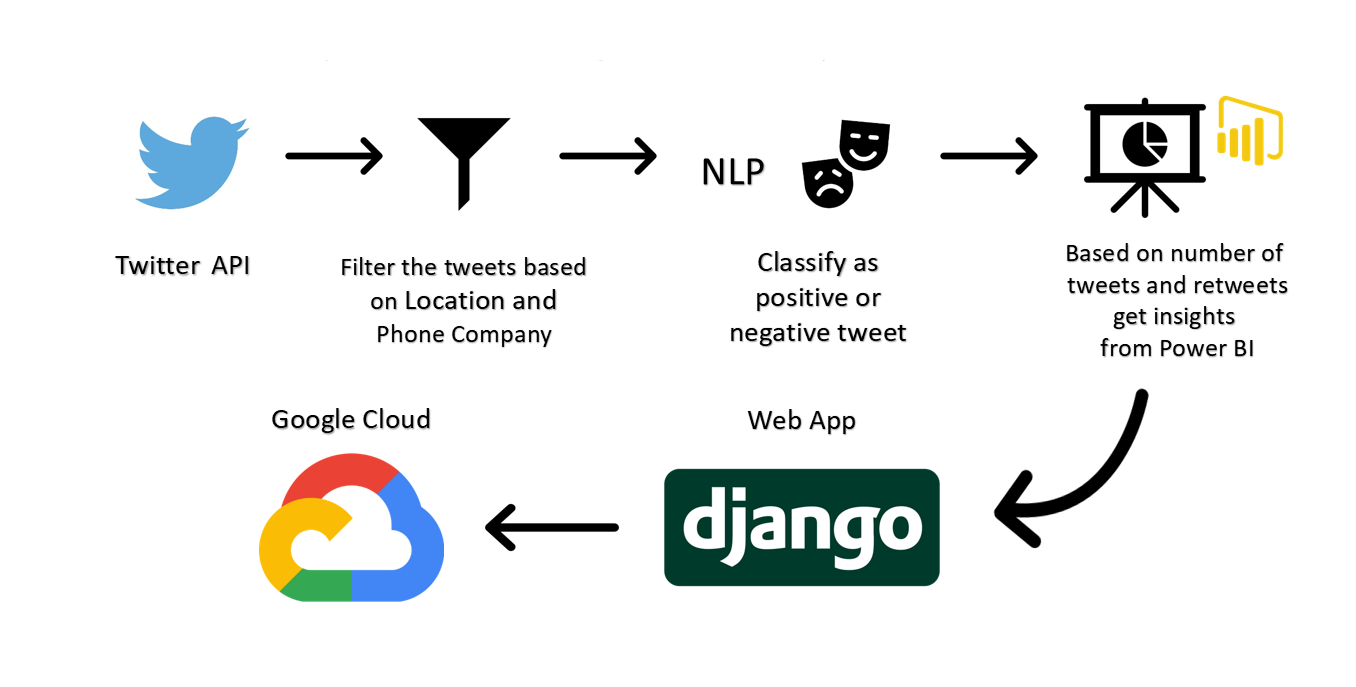 Twitter API
Filter the tweets based
on Location and
Phone Company
NLP
Classify as
positive or
negative tweet
Based on number of
tweets and retweets
get insights
from Power BI
Web App
django
Google Cloud